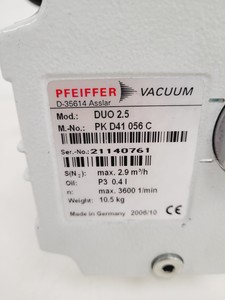 PFEIFFER VACUUM
D-35614 Asslar
Mod.: DUO 2.5
M.-No.: PK D41 056 C
Ser.-No.: 21140761
S(N₂): max. 2.9 m³/h
Oil: P3 0.4 l
n: max. 3600 1/min
Weight: 10.5 kg
Made in Germany 2008/10 CE